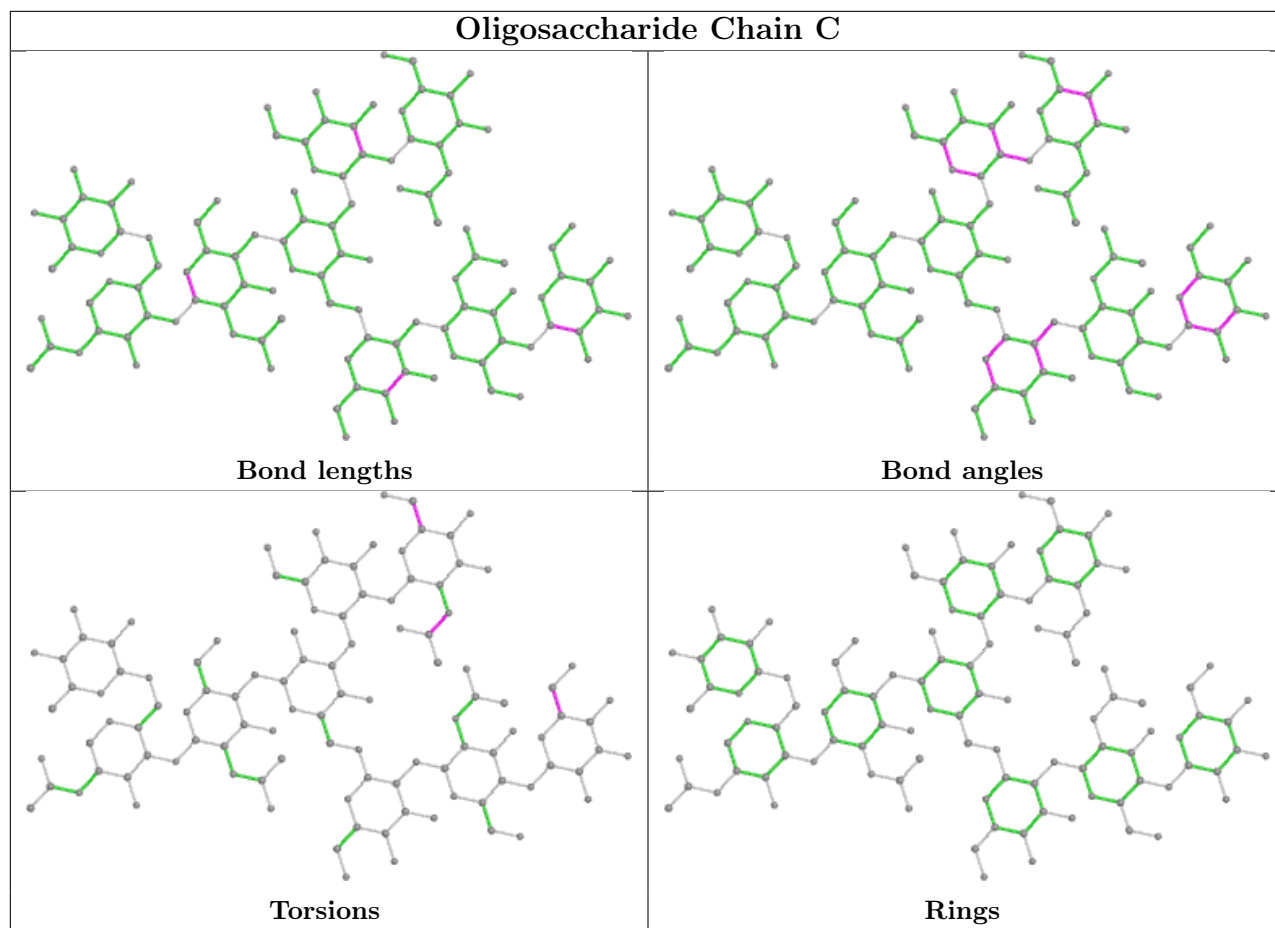 Oligosaccharide Chain C
Bond lengths
Bond angles
Torsions
Rings